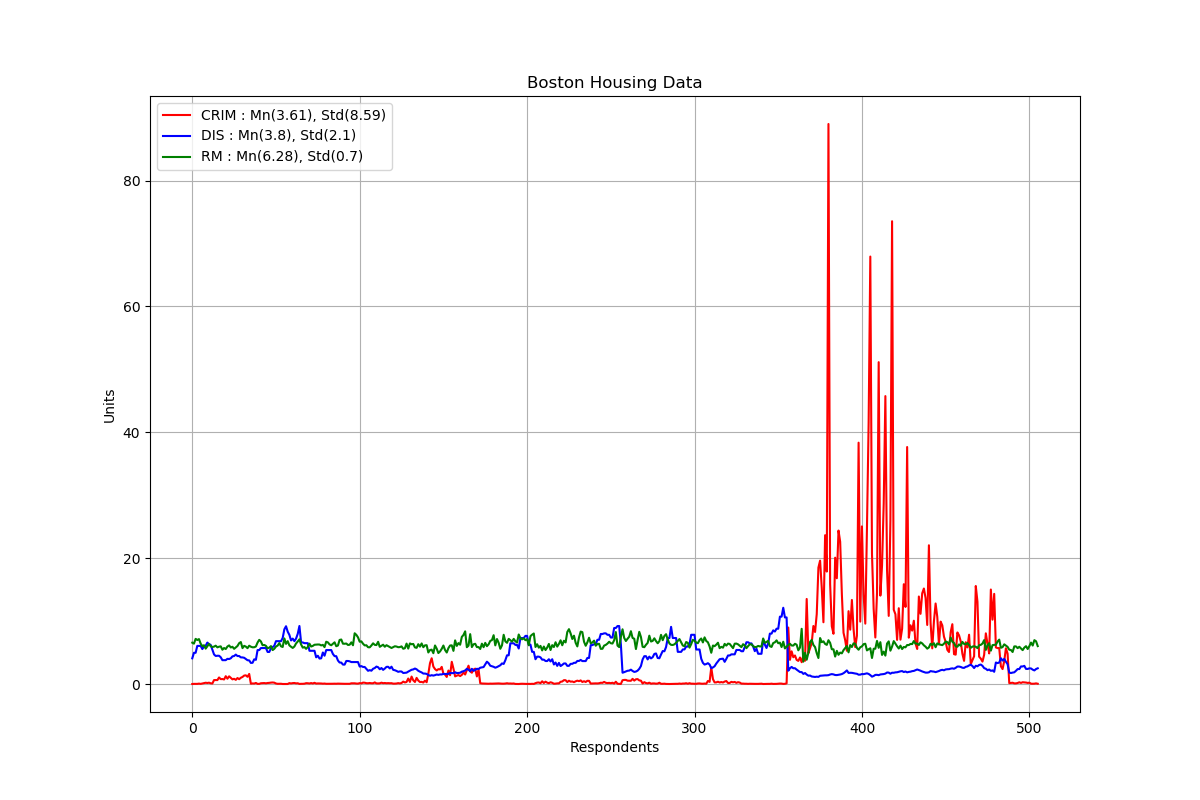 Boston Housing Data
CRIM : Mn(3.61), Std(8.59)
DIS : Mn(3.8), Std(2.1)
RM : Mn(6.28), Std(0.7)
80
60
40
20
0
Units
0 100 200 300 400 500
Respondents